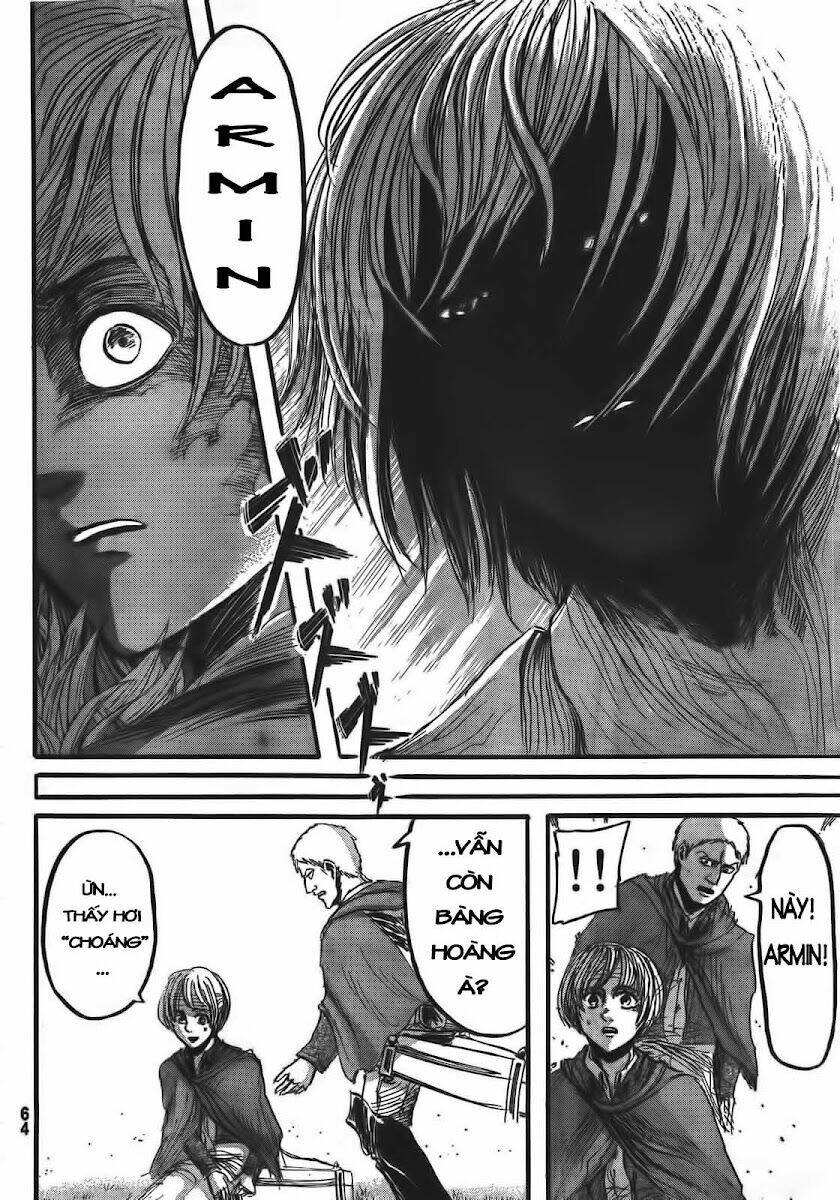 ARMIN
!!
NÀY!
ARMIN!
...VẪN
CÒN
BÀNG
HOÀNG
À?
ỪN...
THẤY HƠI
"CHOÁNG"
...
64